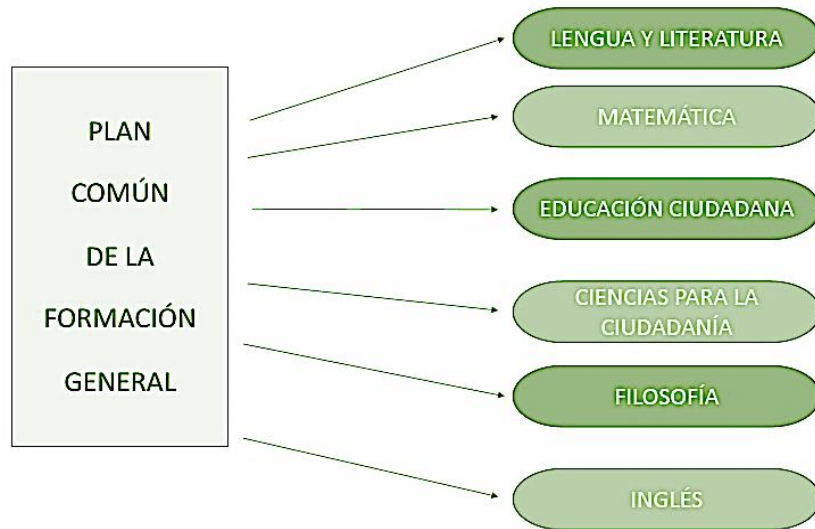 PLAN
COMÚN
DE LA
FORMACIÓN
GENERAL
LENGUA Y LITERATURA
MATEMÁTICA
EDUCACIÓN CIUDADANA
CIENCIAS PARA LA
CIUDADANÍA
FILOSOFÍA
INGLÉS